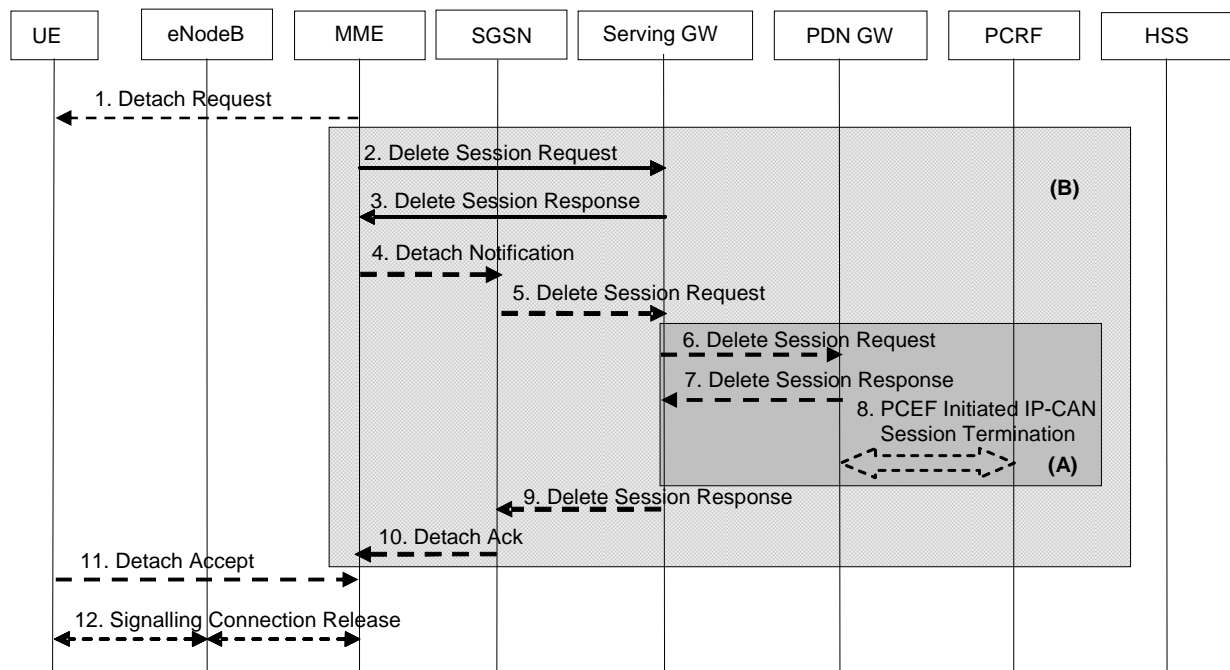 UE eNodeB MME SGSN Serving GW PDN GW PCRF HSS
1. Detach Request
2. Delete Session Request
(B)
3. Delete Session Response
4. Detach Notification
5. Delete Session Request
6. Delete Session Request
7. Delete Session Response
8. PCEF Initiated IP-CAN
Session Termination
(A)
9. Delete Session Response
10. Detach Ack
11. Detach Accept
12. Signalling Connection Release